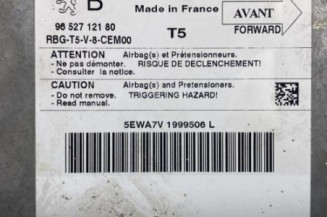 B
Made in France
AVANT
96 527 121 80
T5
FORWARD
RBG-T5-V-8-CEM00
ATTENTION Airbag(s) et Prétensionneurs.
- Ne pas démonter. RISQUE DE DECLENCHEMENT!
- Consulter la notice.
CAUTION Airbag(s) and Pretensioners.
- Do not remove. TRIGGERING HAZARD!
- Read manual.
5EWA7V 1999506 L